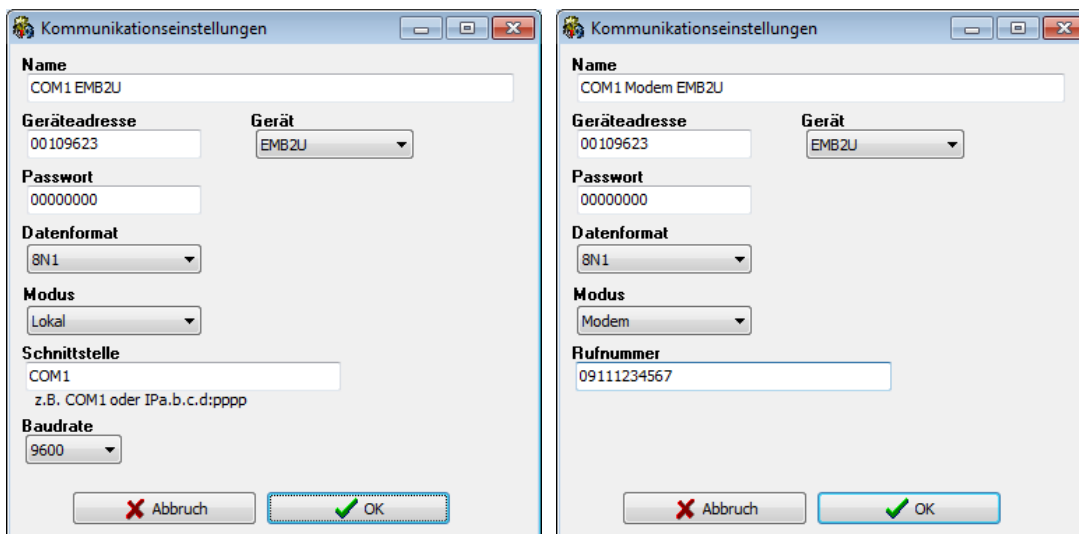 Kommunikationseinstellungen
Name
COM1 EMB2U
Geräteadresse Gerät
00109623 EMB2U
Passwort
00000000
Datenformat
8N1
Modus
Lokal
Schnittstelle
COM1
z.B. COM1 oder IPa.b.c.d:pppp
Baudrate
9600
Abbruch OK
Kommunikationseinstellungen
Name
COM1 Modem EMB2U
Geräteadresse Gerät
00109623 EMB2U
Passwort
00000000
Datenformat
8N1
Modus
Modem
Rufnummer
09111234567
Abbruch OK